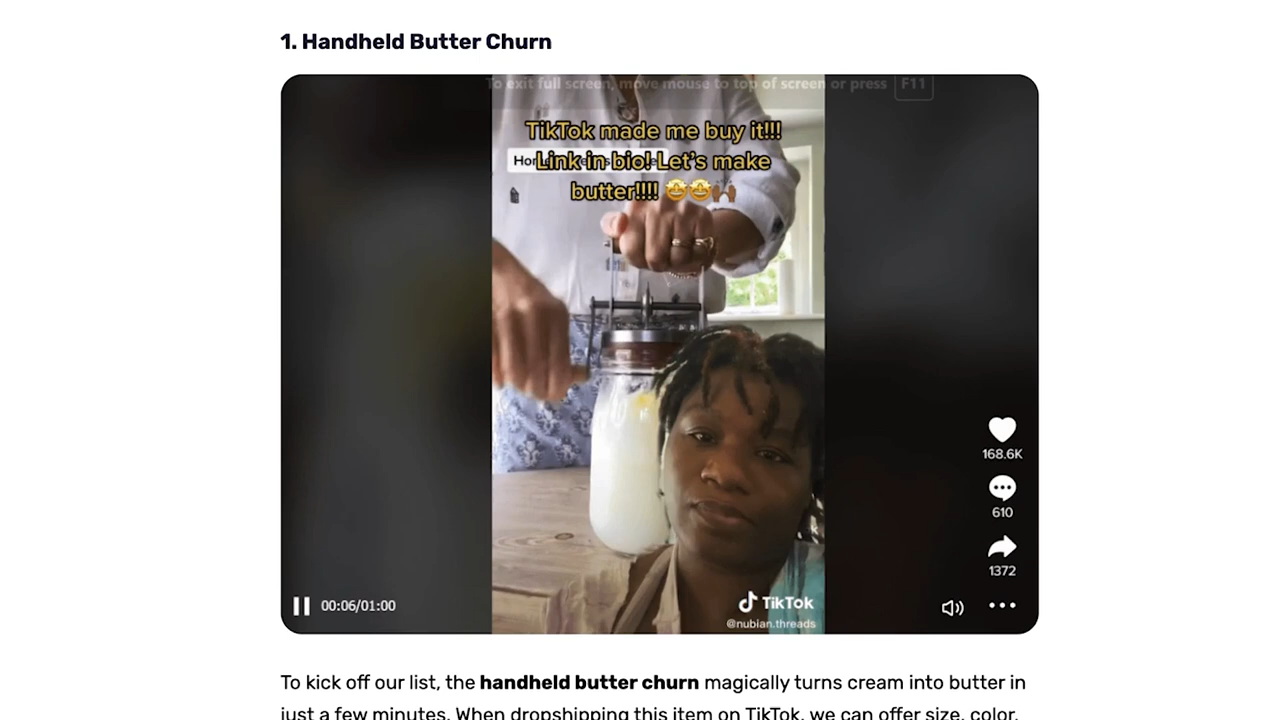 1. Handheld Butter Churn
To exit full screen, move mouse to top of screen or press F11
TikTok made me buy it!!!
Link in bio! Let's make
butter!!!! 🤩🤩🙌🏾
168.6K
610
1372
00:06/01:00
TikTok
@nubian.threads
To kick off our list, the handheld butter churn magically turns cream into butter in
just a few minutes. When dropshipping this item on TikTok, we can offer size, color,